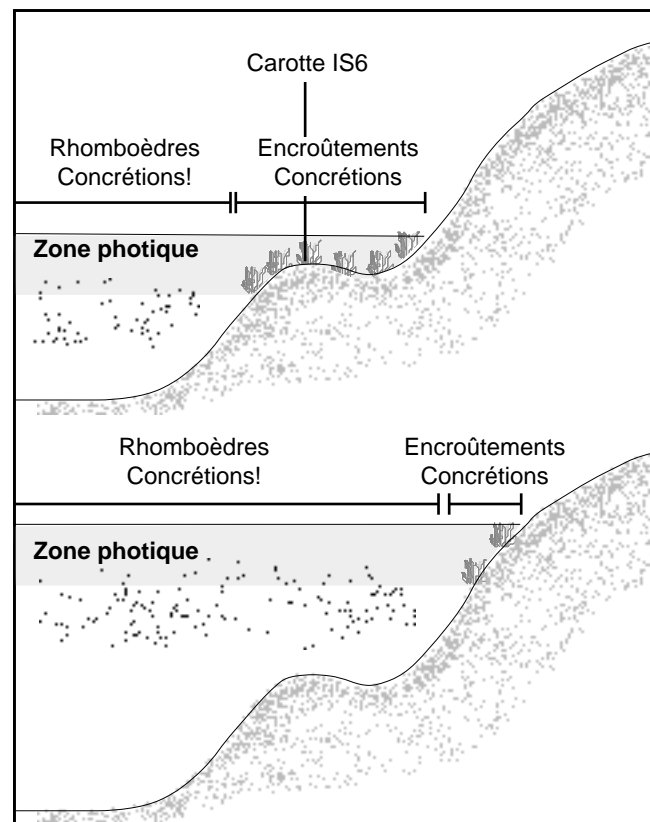 Carotte IS6
Rhomboèdres
Concrétions!
Encroûtements
Concrétions
Zone photique
Rhomboèdres
Concrétions!
Encroûtements
Concrétions
Zone photique